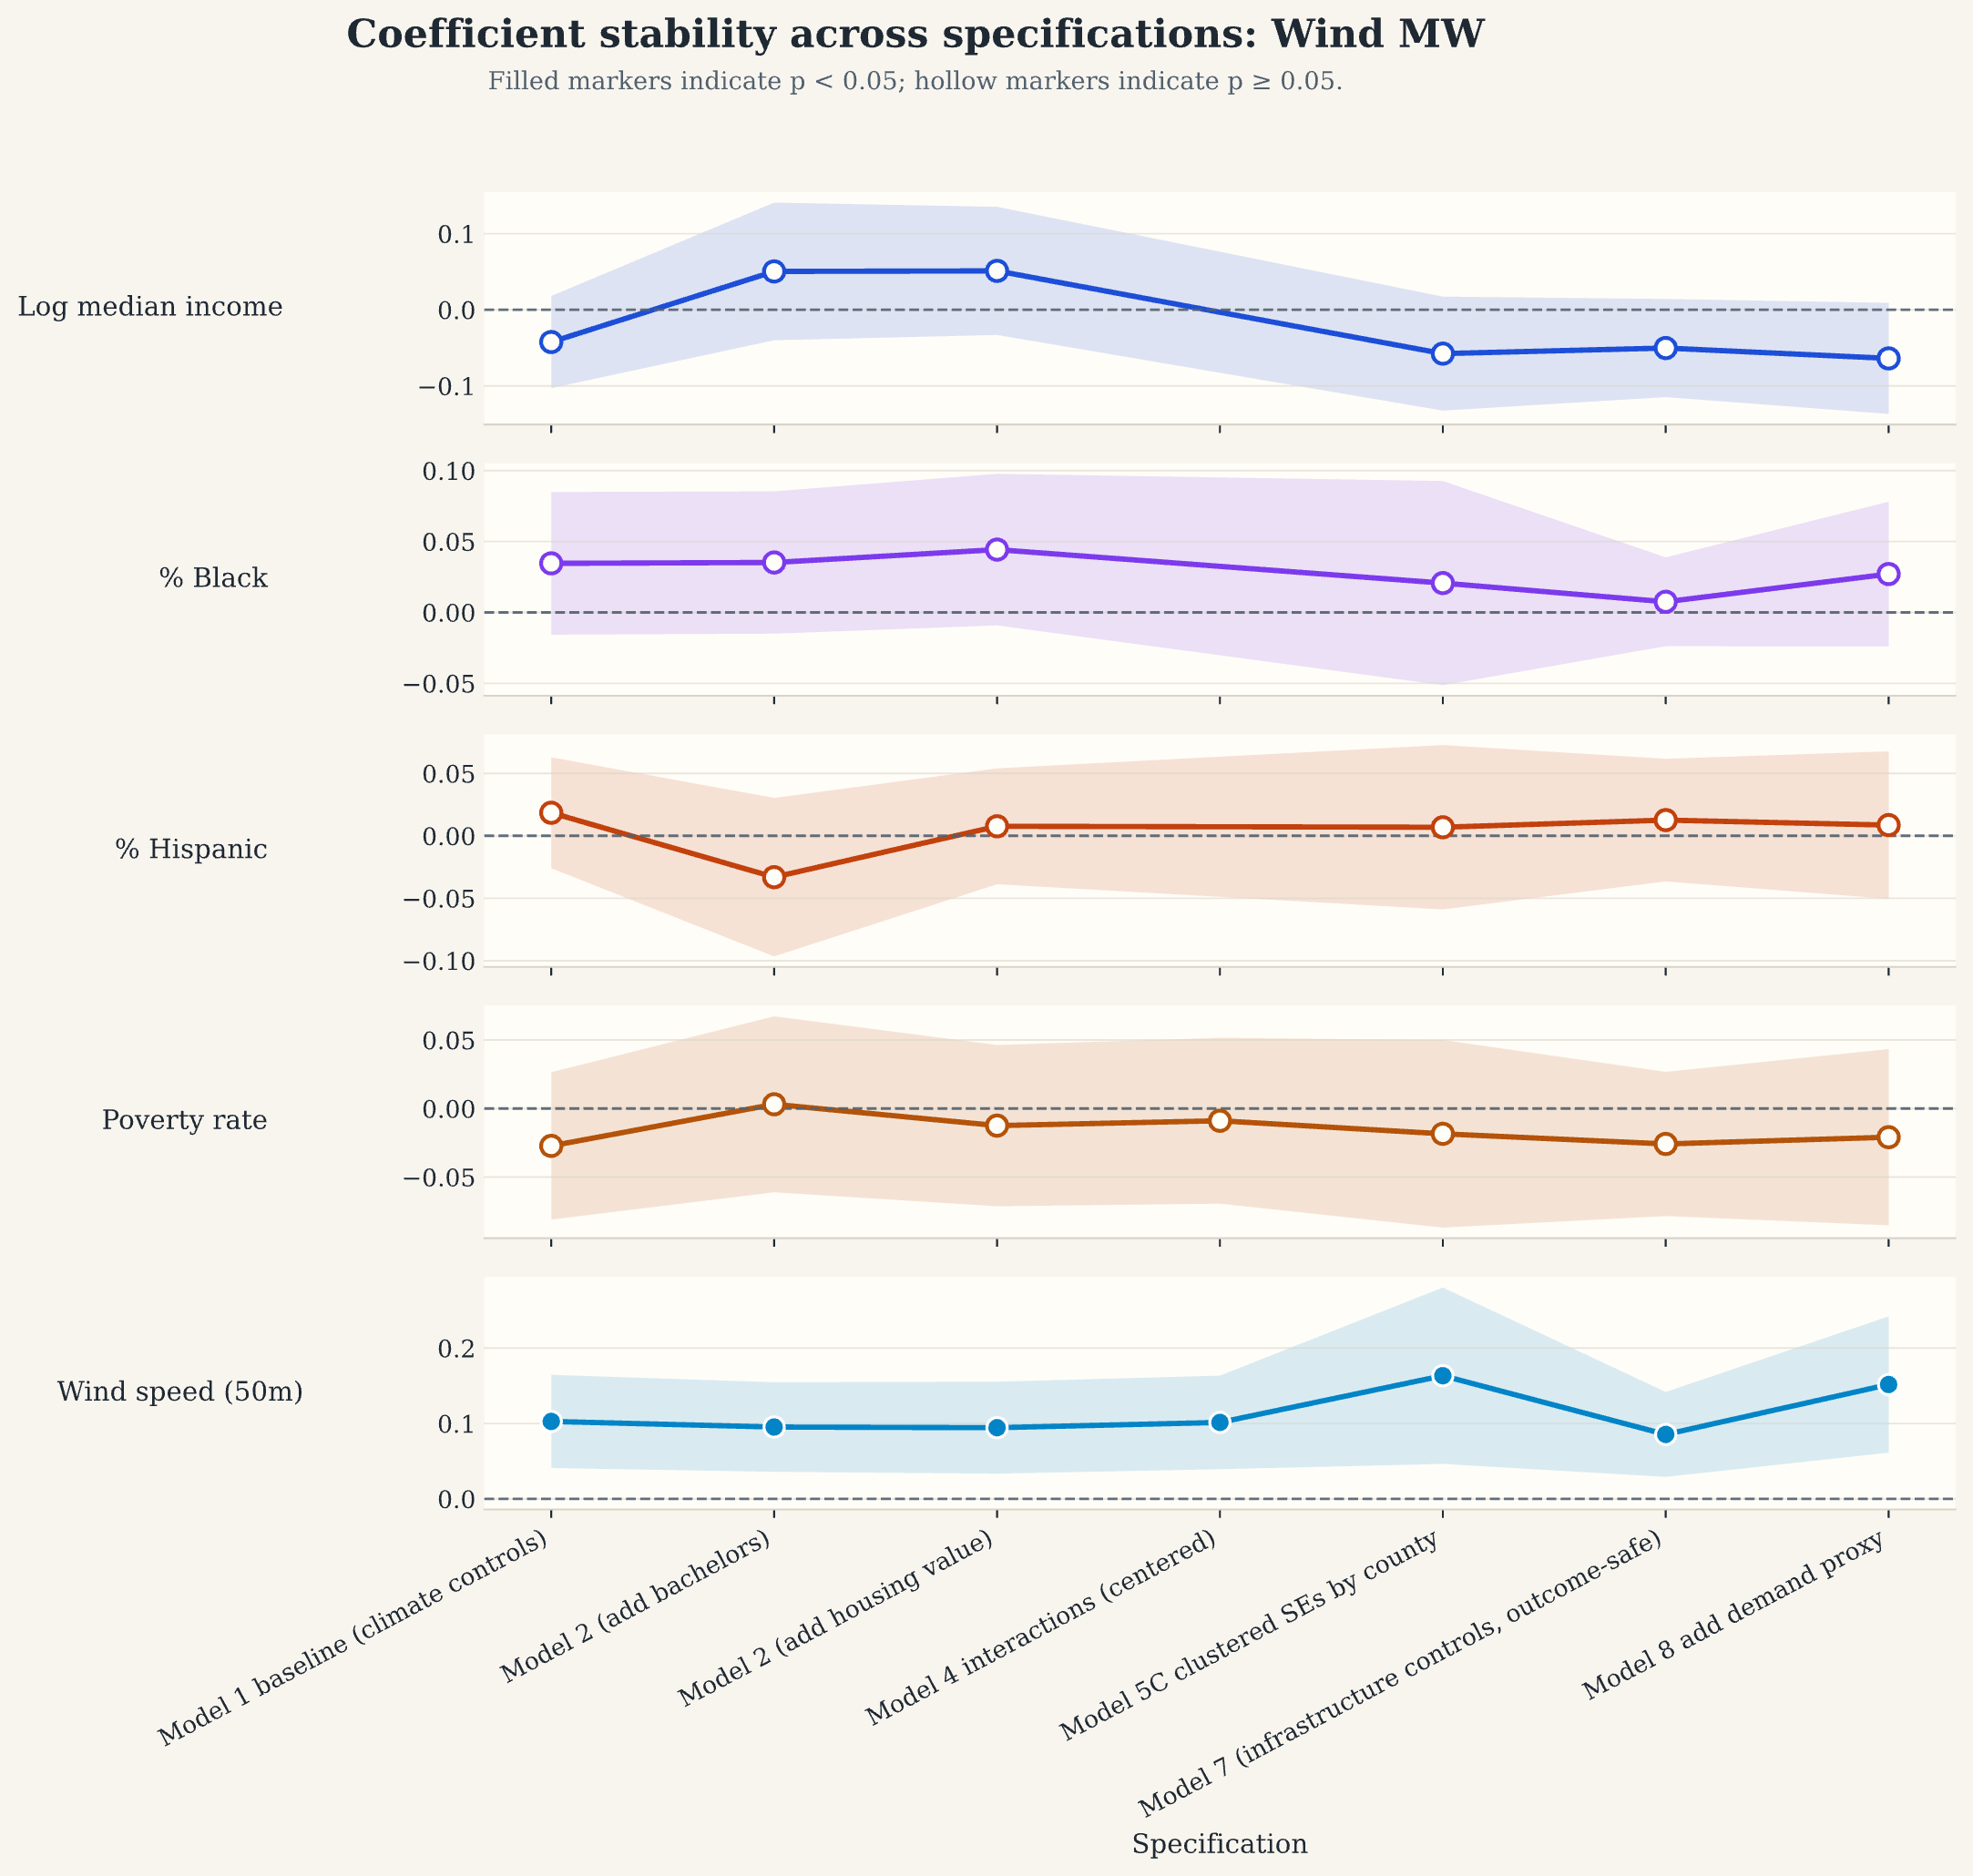 Coefficient stability across specifications: Wind MW
Filled markers indicate p < 0.05; hollow markers indicate p ≥ 0.05.
Log median income
0.1
0.0
−0.1
% Black
0.10
0.05
0.00
−0.05
% Hispanic
0.05
0.00
−0.05
−0.10
Poverty rate
0.05
0.00
−0.05
Wind speed (50m)
0.2
0.1
0.0
Model 1 baseline (climate controls)
Model 2 (add bachelors)
Model 2 (add housing value)
Model 4 interactions (centered)
Model 5C clustered SEs by county
Model 7 (infrastructure controls, outcome-safe)
Model 8 add demand proxy
Specification